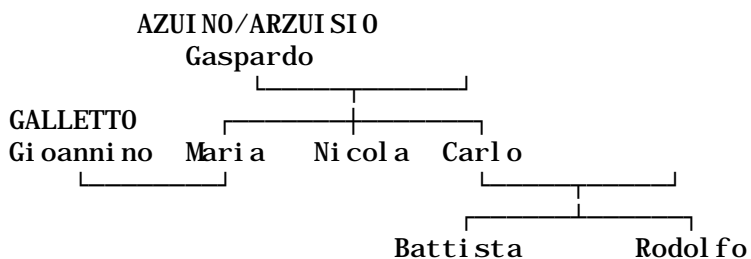 AZUINO/ARZUISIO
Gaspardo
GALLETTO
Gioannino Maria Nicola Carlo
Battista Rodolfo